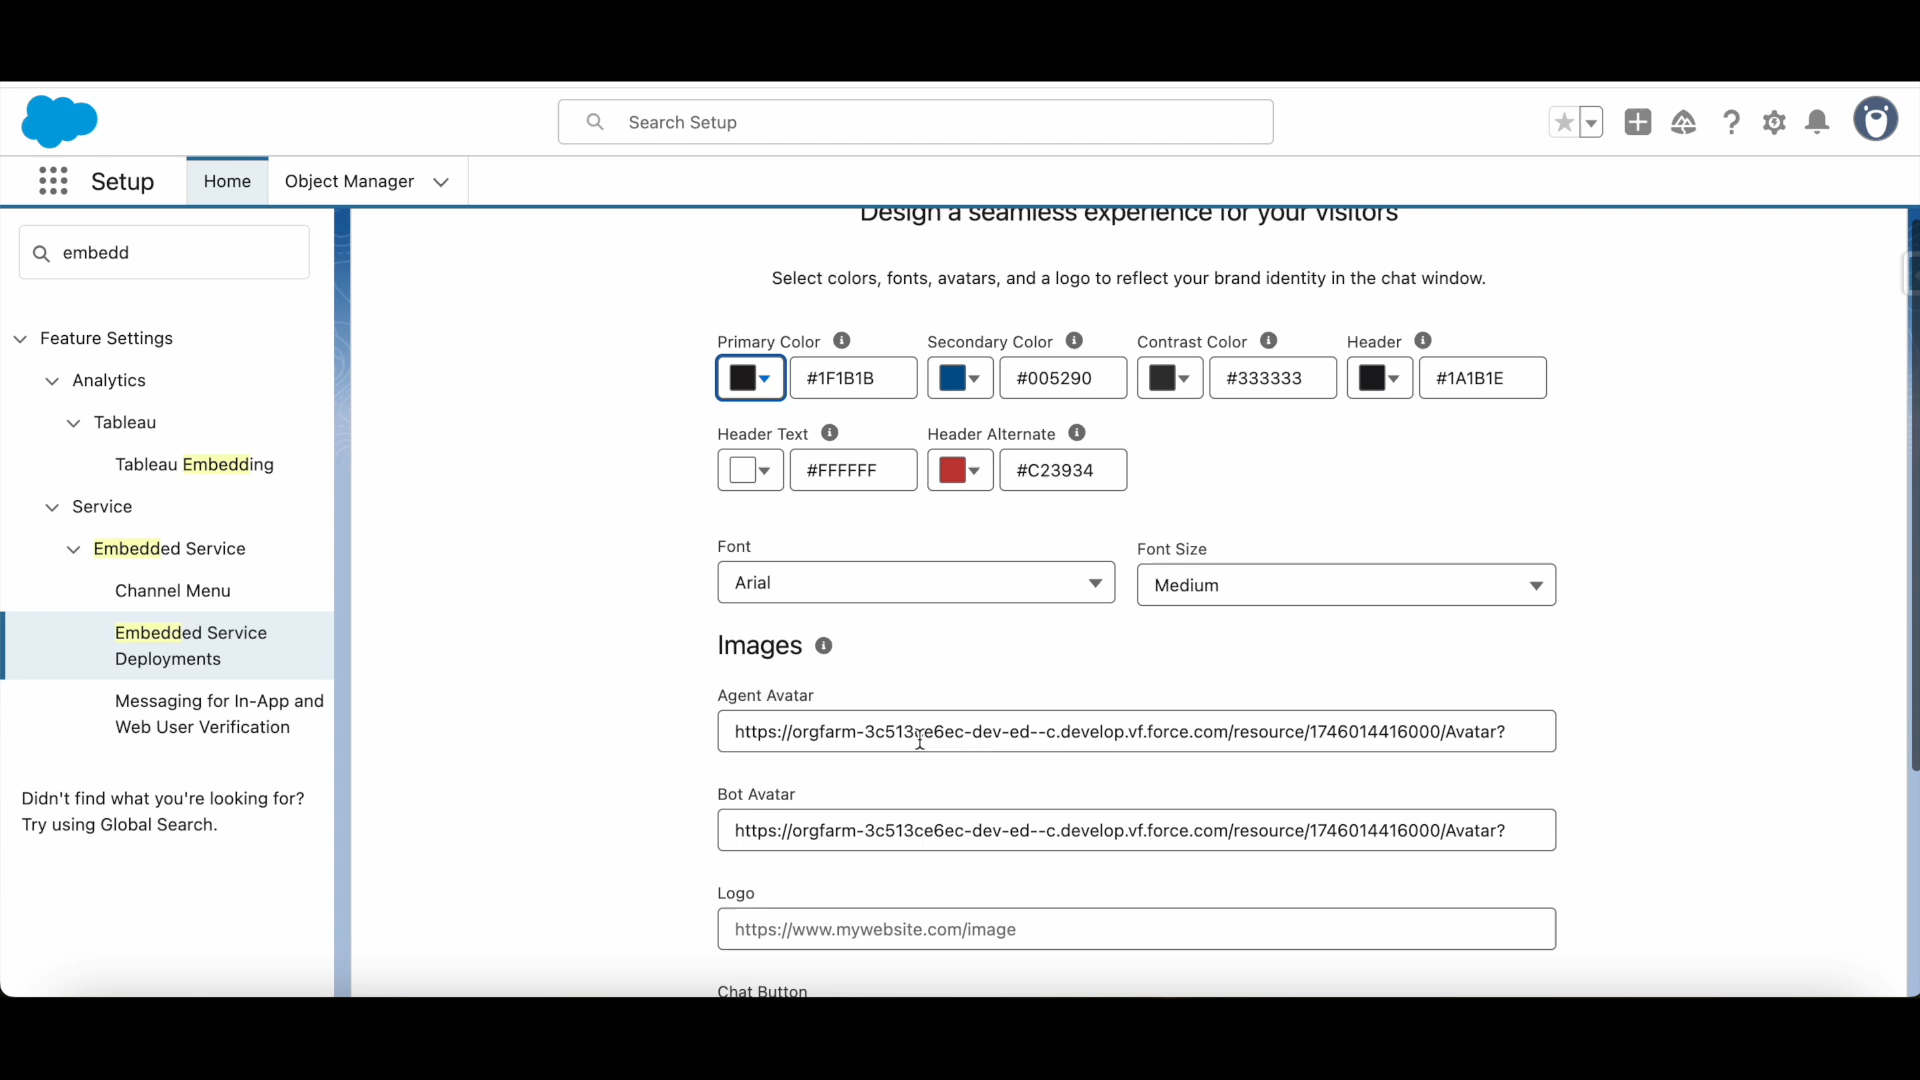 Search Setup
Setup
Home
Object Manager
embedd
Feature Settings
Analytics
Tableau
Tableau Embedding
Service
Embedded Service
Channel Menu
Embedded Service
Deployments
Messaging for In-App and
Web User Verification
Didn't find what you're looking for?
Try using Global Search.
Design a seamless experience for your visitors
Select colors, fonts, avatars, and a logo to reflect your brand identity in the chat window.
Primary Color
Secondary Color
Contrast Color
Header
#1F1B1B
#005290
#333333
#1A1B1E
Header Text
Header Alternate
#FFFFFF
#C23934
Font
Font Size
Arial
Medium
Images
Agent Avatar
https://orgfarm-3c513ce6ec-dev-ed--c.develop.vf.force.com/resource/1746014416000/Avatar?
Bot Avatar
https://orgfarm-3c513ce6ec-dev-ed--c.develop.vf.force.com/resource/1746014416000/Avatar?
Logo
https://www.mywebsite.com/image
Chat Button